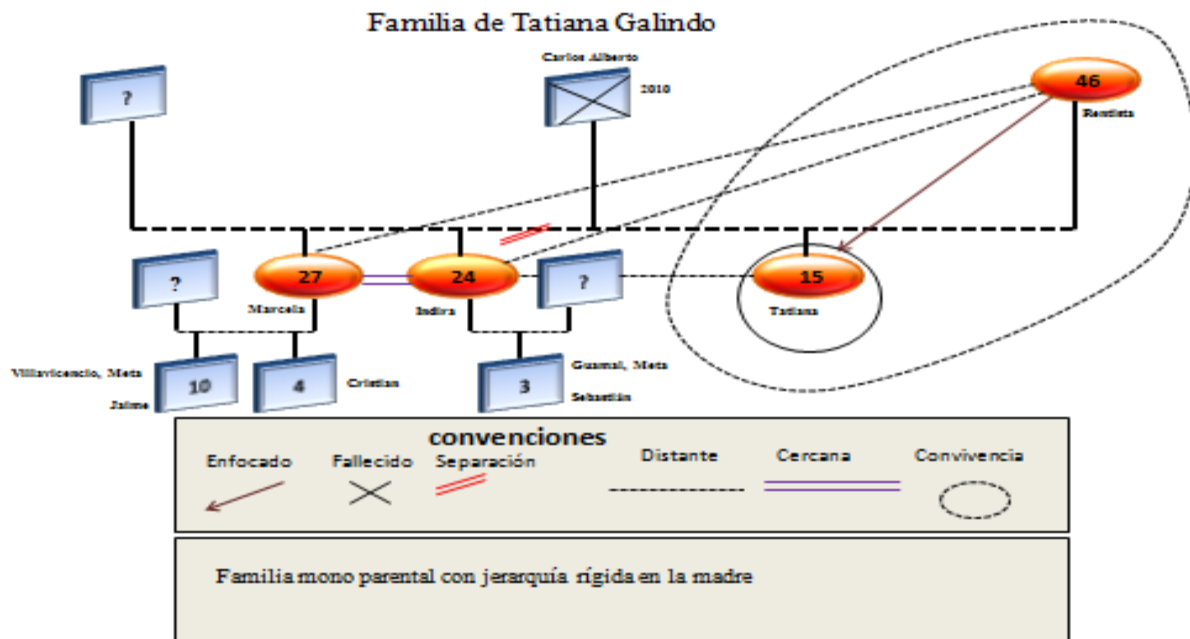 Familia de Tatiana Galindo
Carlos Alberto
?
2010
46
Rentista
?
27
24
?
15
Marcela
Indira
Tatiana
Villavicencio, Meta
Guamal, Meta
10
4
Cristian
3
Jaime
Sebastián
convenciones
Enfocado
Fallecido
Separación
Distante
Cercana
Convivencia
Familia mono parental con jerarquía rígida en la madre